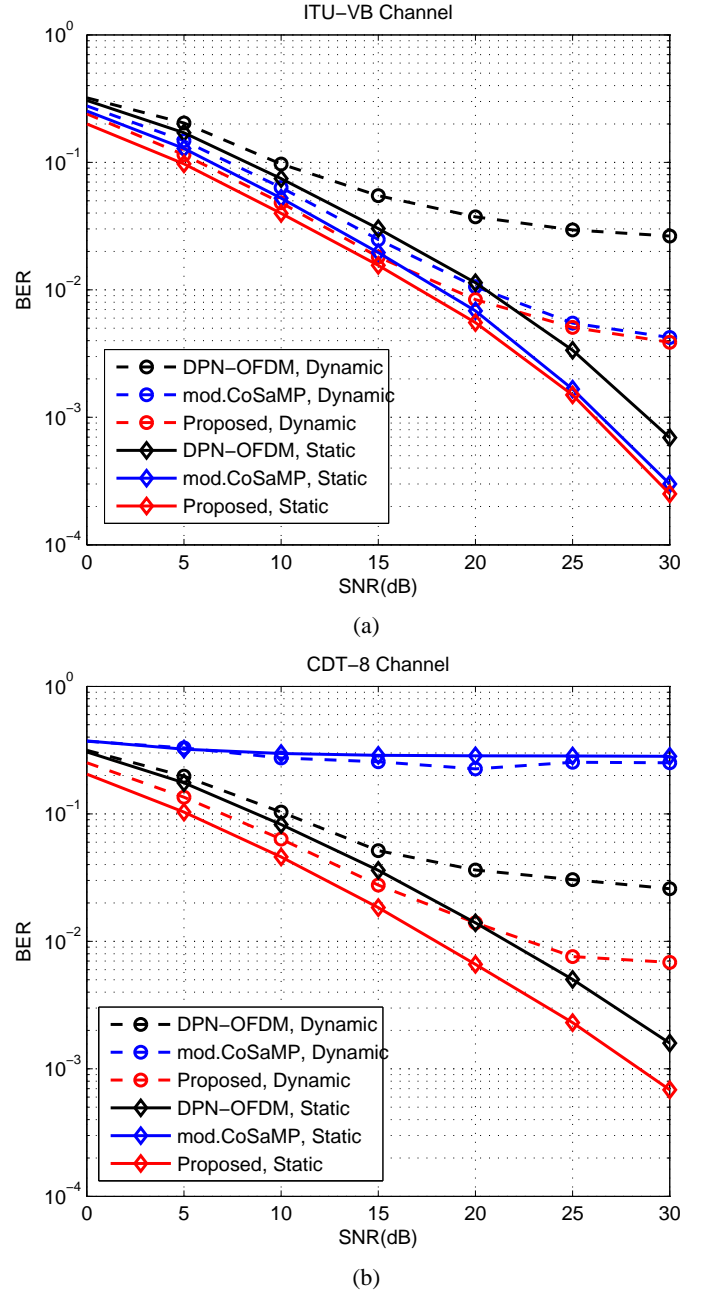 ITU−VB Channel
10^0
10^−1
10^−2
10^−3
10^−4
BER
DPN−OFDM, Dynamic
mod.CoSaMP, Dynamic
Proposed, Dynamic
DPN−OFDM, Static
mod.CoSaMP, Static
Proposed, Static
0 5 10 15 20 25 30
SNR(dB)
(a)
CDT−8 Channel
10^0
10^−1
10^−2
10^−3
10^−4
BER
DPN−OFDM, Dynamic
mod.CoSaMP, Dynamic
Proposed, Dynamic
DPN−OFDM, Static
mod.CoSaMP, Static
Proposed, Static
0 5 10 15 20 25 30
SNR(dB)
(b)